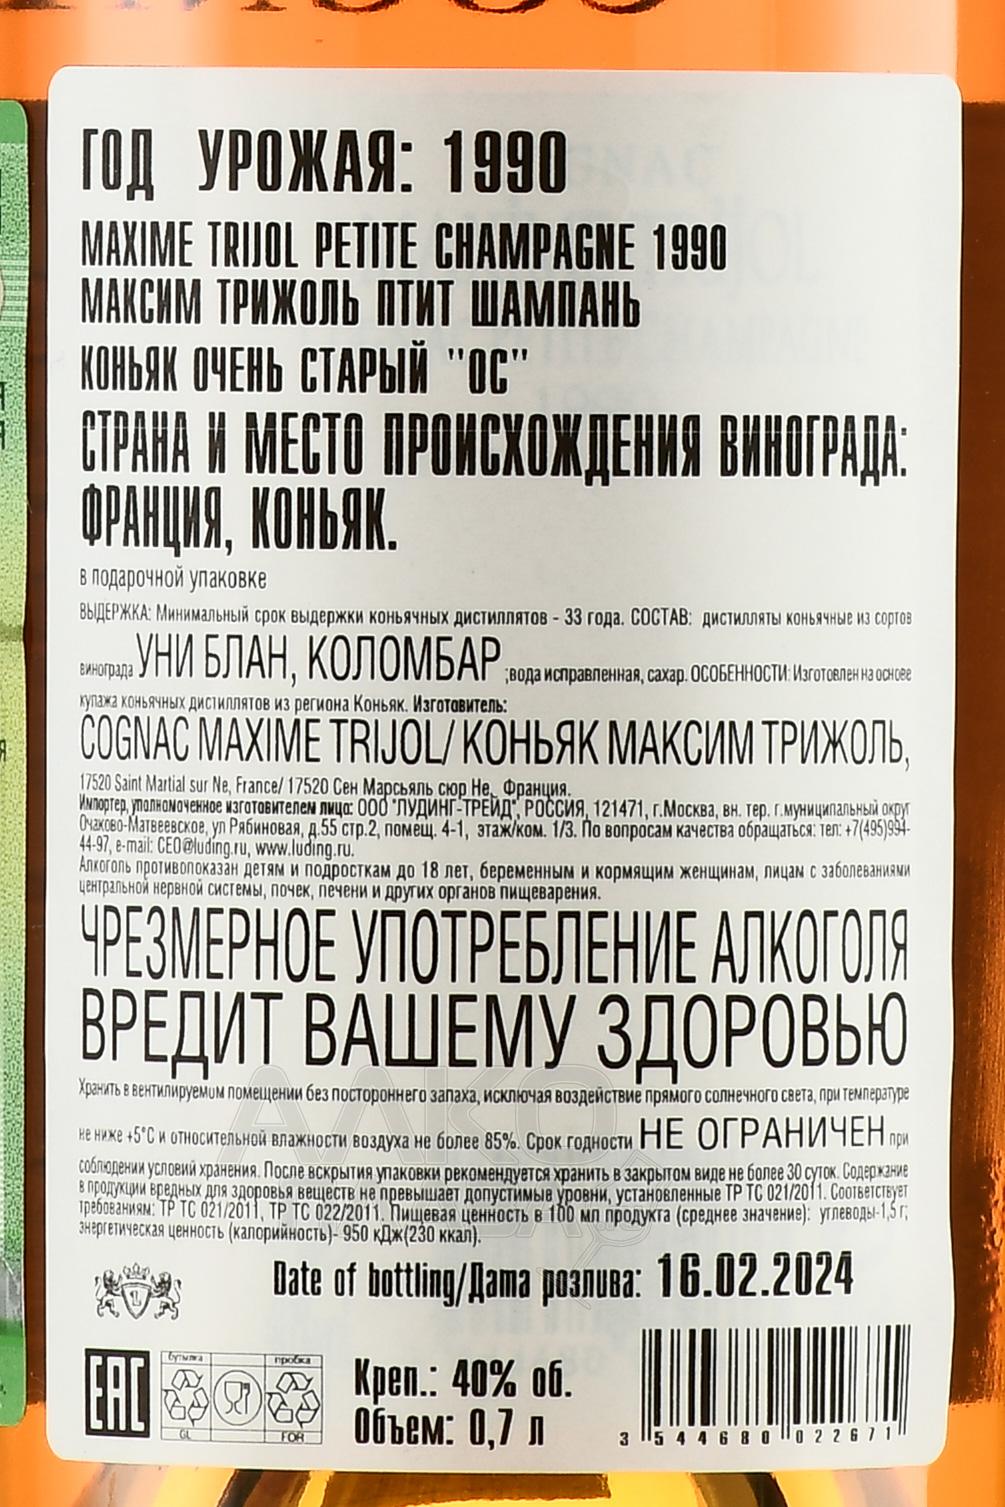 ГОД УРОЖАЯ: 1990
MAXIME TRIJOL PETITE CHAMPAGNE 1990
МАКСИМ ТРИЖОЛЬ ПТИТ ШАМПАНЬ
КОНЬЯК ОЧЕНЬ СТАРЫЙ "ОС"
СТРАНА И МЕСТО ПРОИСХОЖДЕНИЯ ВИНОГРАДА:
ФРАНЦИЯ, КОНЬЯК.
в подарочной упаковке
ВЫДЕРЖКА: Минимальный срок выдержки коньячных дистиллятов - 33 года. СОСТАВ: дистилляты коньячные из сортов
винограда УНИ БЛАН, КОЛОМБАР ;вода исправленная, сахар. ОСОБЕННОСТИ: Изготовлен на основе
купажа коньячных дистиллятов из региона Коньяк. Изготовитель:
COGNAC MAXIME TRIJOL/ КОНЬЯК МАКСИМ ТРИЖОЛЬ,
17520 Saint Martial sur Ne, France/ 17520 Сен Марсьяль сюр Не, Франция.
Импортер, уполномоченное изготовителем лицо: ООО "ЛУДИНГ-ТРЕЙД", РОССИЯ, 121471, г.Москва, вн. тер. г.муниципальный округ
Очаково-Матвеевское, ул Рябиновая, д.55 стр.2, помещ. 4-1, этаж/ком. 1/3. По вопросам качества обращаться: тел: +7(495)994-
44-97, e-mail: CEO@luding.ru, www.luding.ru.
Алкоголь противопоказан детям и подросткам до 18 лет, беременным и кормящим женщинам, лицам с заболеваниями
центральной нервной системы, почек, печени и других органов пищеварения.
ЧРЕЗМЕРНОЕ УПОТРЕБЛЕНИЕ АЛКОГОЛЯ
ВРЕДИТ ВАШЕМУ ЗДОРОВЬЮ
Хранить в вентилируемом помещении без постороннего запаха, исключая воздействие прямого солнечного света, при температуре
не ниже +5°С и относительной влажности воздуха не более 85%. Срок годности НЕ ОГРАНИЧЕН при
соблюдении условий хранения. После вскрытия упаковки рекомендуется хранить в закрытом виде не более 30 суток. Содержание
в продукции вредных для здоровья веществ не превышает допустимые уровни, установленные ТР ТС 021/2011. Соответствует
требованиям: ТР ТС 021/2011, ТР ТС 022/2011. Пищевая ценность в 100 мл продукта (среднее значение): углеводы-1,5 г;
энергетическая ценность (калорийность)- 950 кДж(230 ккал).
Date of bottling/Дата розлива: 16.02.2024
EAC
бутылка пробка
GL FOR
Креп.: 40% об.
Объем: 0,7 л
3 544680 022671